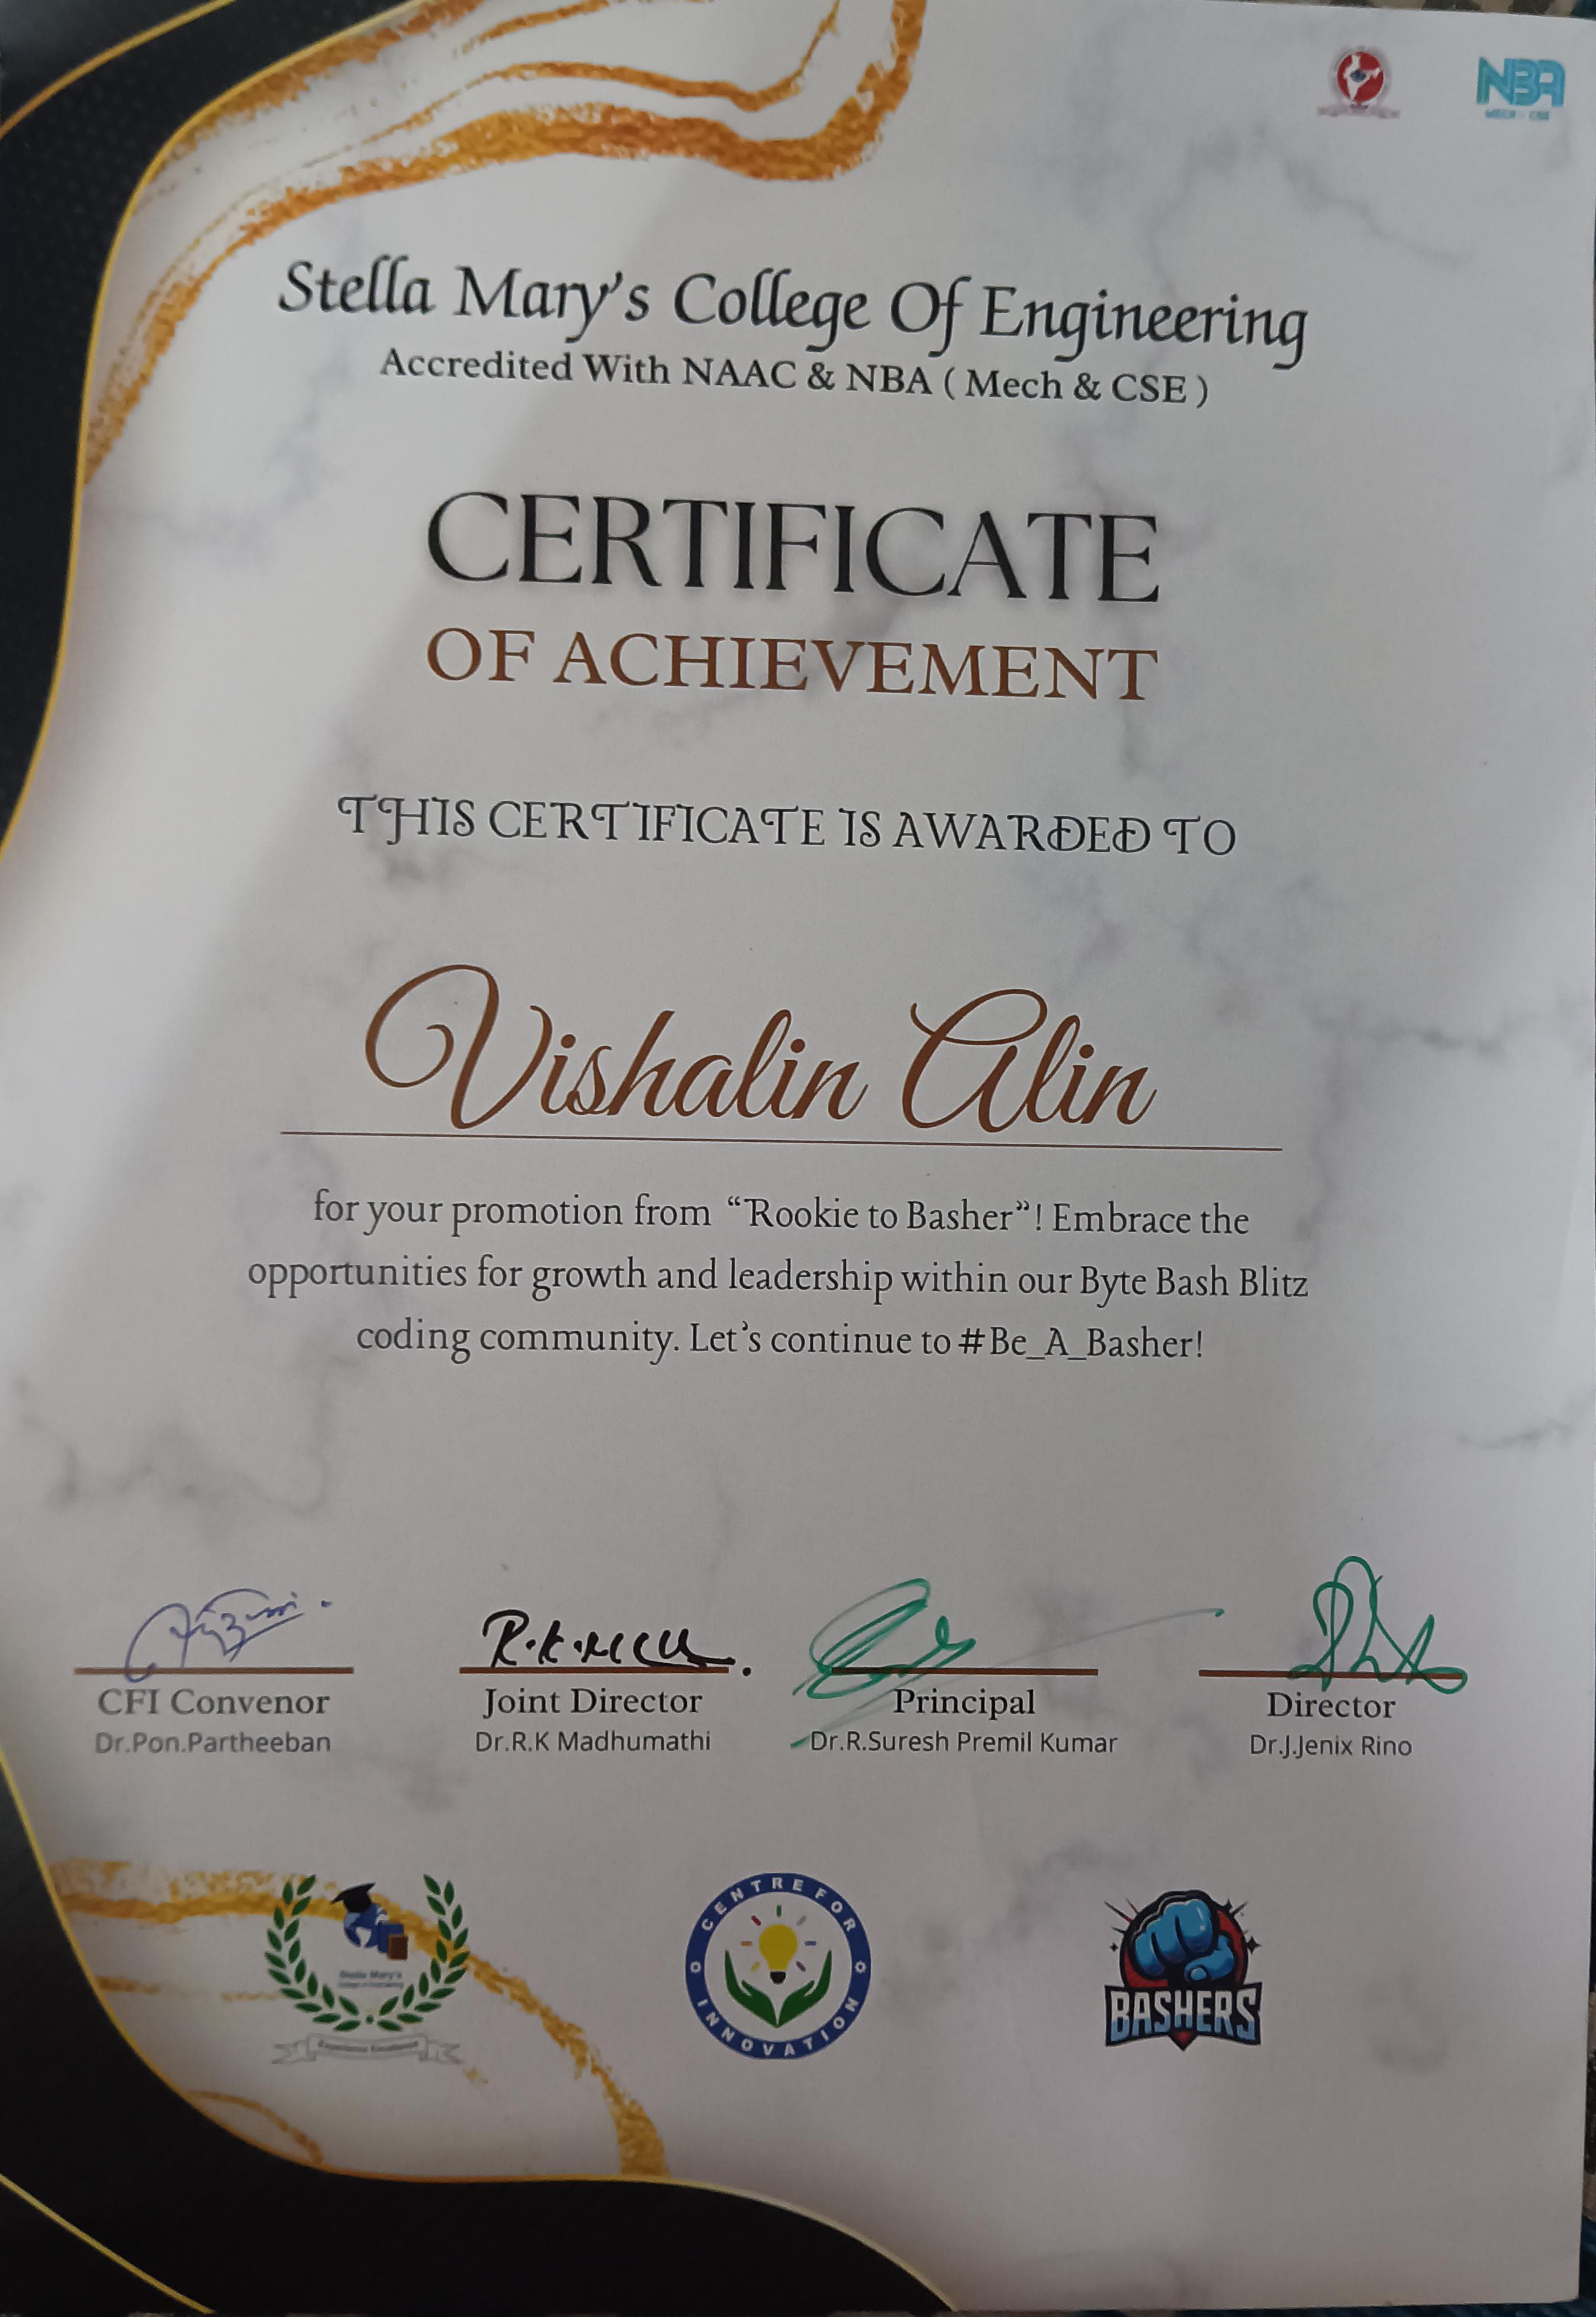 NBA
MECH & CSE
Stella Mary's College Of Engineering
Accredited With NAAC & NBA ( Mech & CSE )
CERTIFICATE
OF ACHIEVEMENT
THIS CERTIFICATE IS AWARDED TO
Vishalin Alin
for your promotion from “Rookie to Basher”! Embrace the
opportunities for growth and leadership within our Byte Bash Blitz
coding community. Let’s continue to #Be_A_Basher!
CFI Convenor
Dr.Pon.Partheeban
Joint Director
Dr.R.K Madhumathi
Principal
Dr.R.Suresh Premil Kumar
Director
Dr.J.Jenix Rino
Stella Mary's
College of Engineering
Experience Excellence
CENTRE FOR
INNOVATION
BASHERS